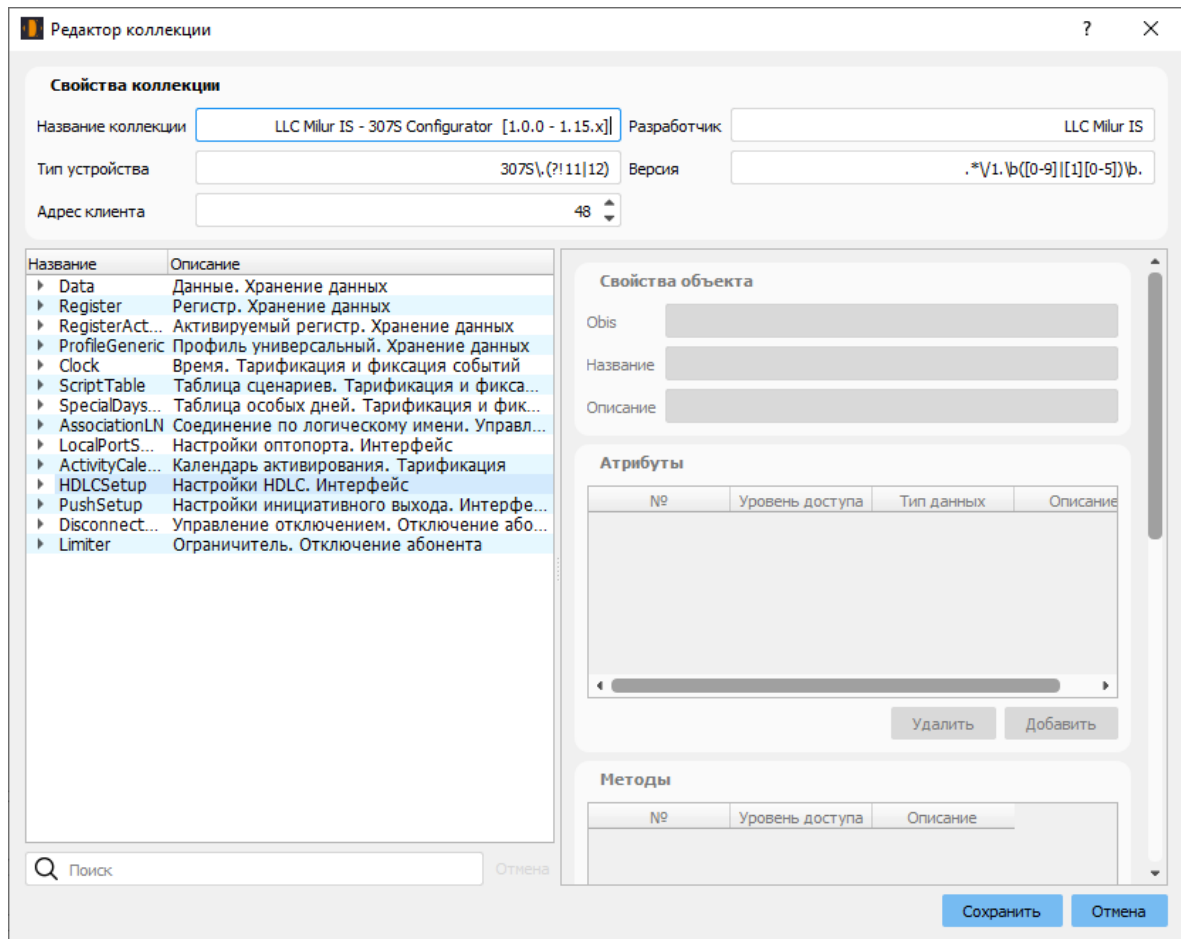 Редактор коллекции
?
Свойства коллекции
Название коллекции LLC Milur IS - 307S Configurator [1.0.0 - 1.15.x] Разработчик LLC Milur IS
Тип устройства 307S\.(?!11|12) Версия .*\/1.\b([0-9]|[1][0-5])\b.
Адрес клиента 48
Название Описание
Data Данные. Хранение данных
Register Регистр. Хранение данных
RegisterAct... Активируемый регистр. Хранение данных
ProfileGeneric Профиль универсальный. Хранение данных
Clock Время. Тарификация и фиксация событий
ScriptTable Таблица сценариев. Тарификация и фикса...
SpecialDays... Таблица особых дней. Тарификация и фик...
AssociationLN Соединение по логическому имени. Управл...
LocalPortS... Настройки оптопорта. Интерфейс
ActivityCale... Календарь активирования. Тарификация
HDLCSetup Настройки HDLC. Интерфейс
PushSetup Настройки инициативного выхода. Интерфе...
Disconnect... Управление отключением. Отключение або...
Limiter Ограничитель. Отключение абонента
Поиск Отмена
Свойства объекта
Obis
Название
Описание
Атрибуты
№ Уровень доступа Тип данных Описание
Удалить Добавить
Методы
№ Уровень доступа Описание
Сохранить Отмена